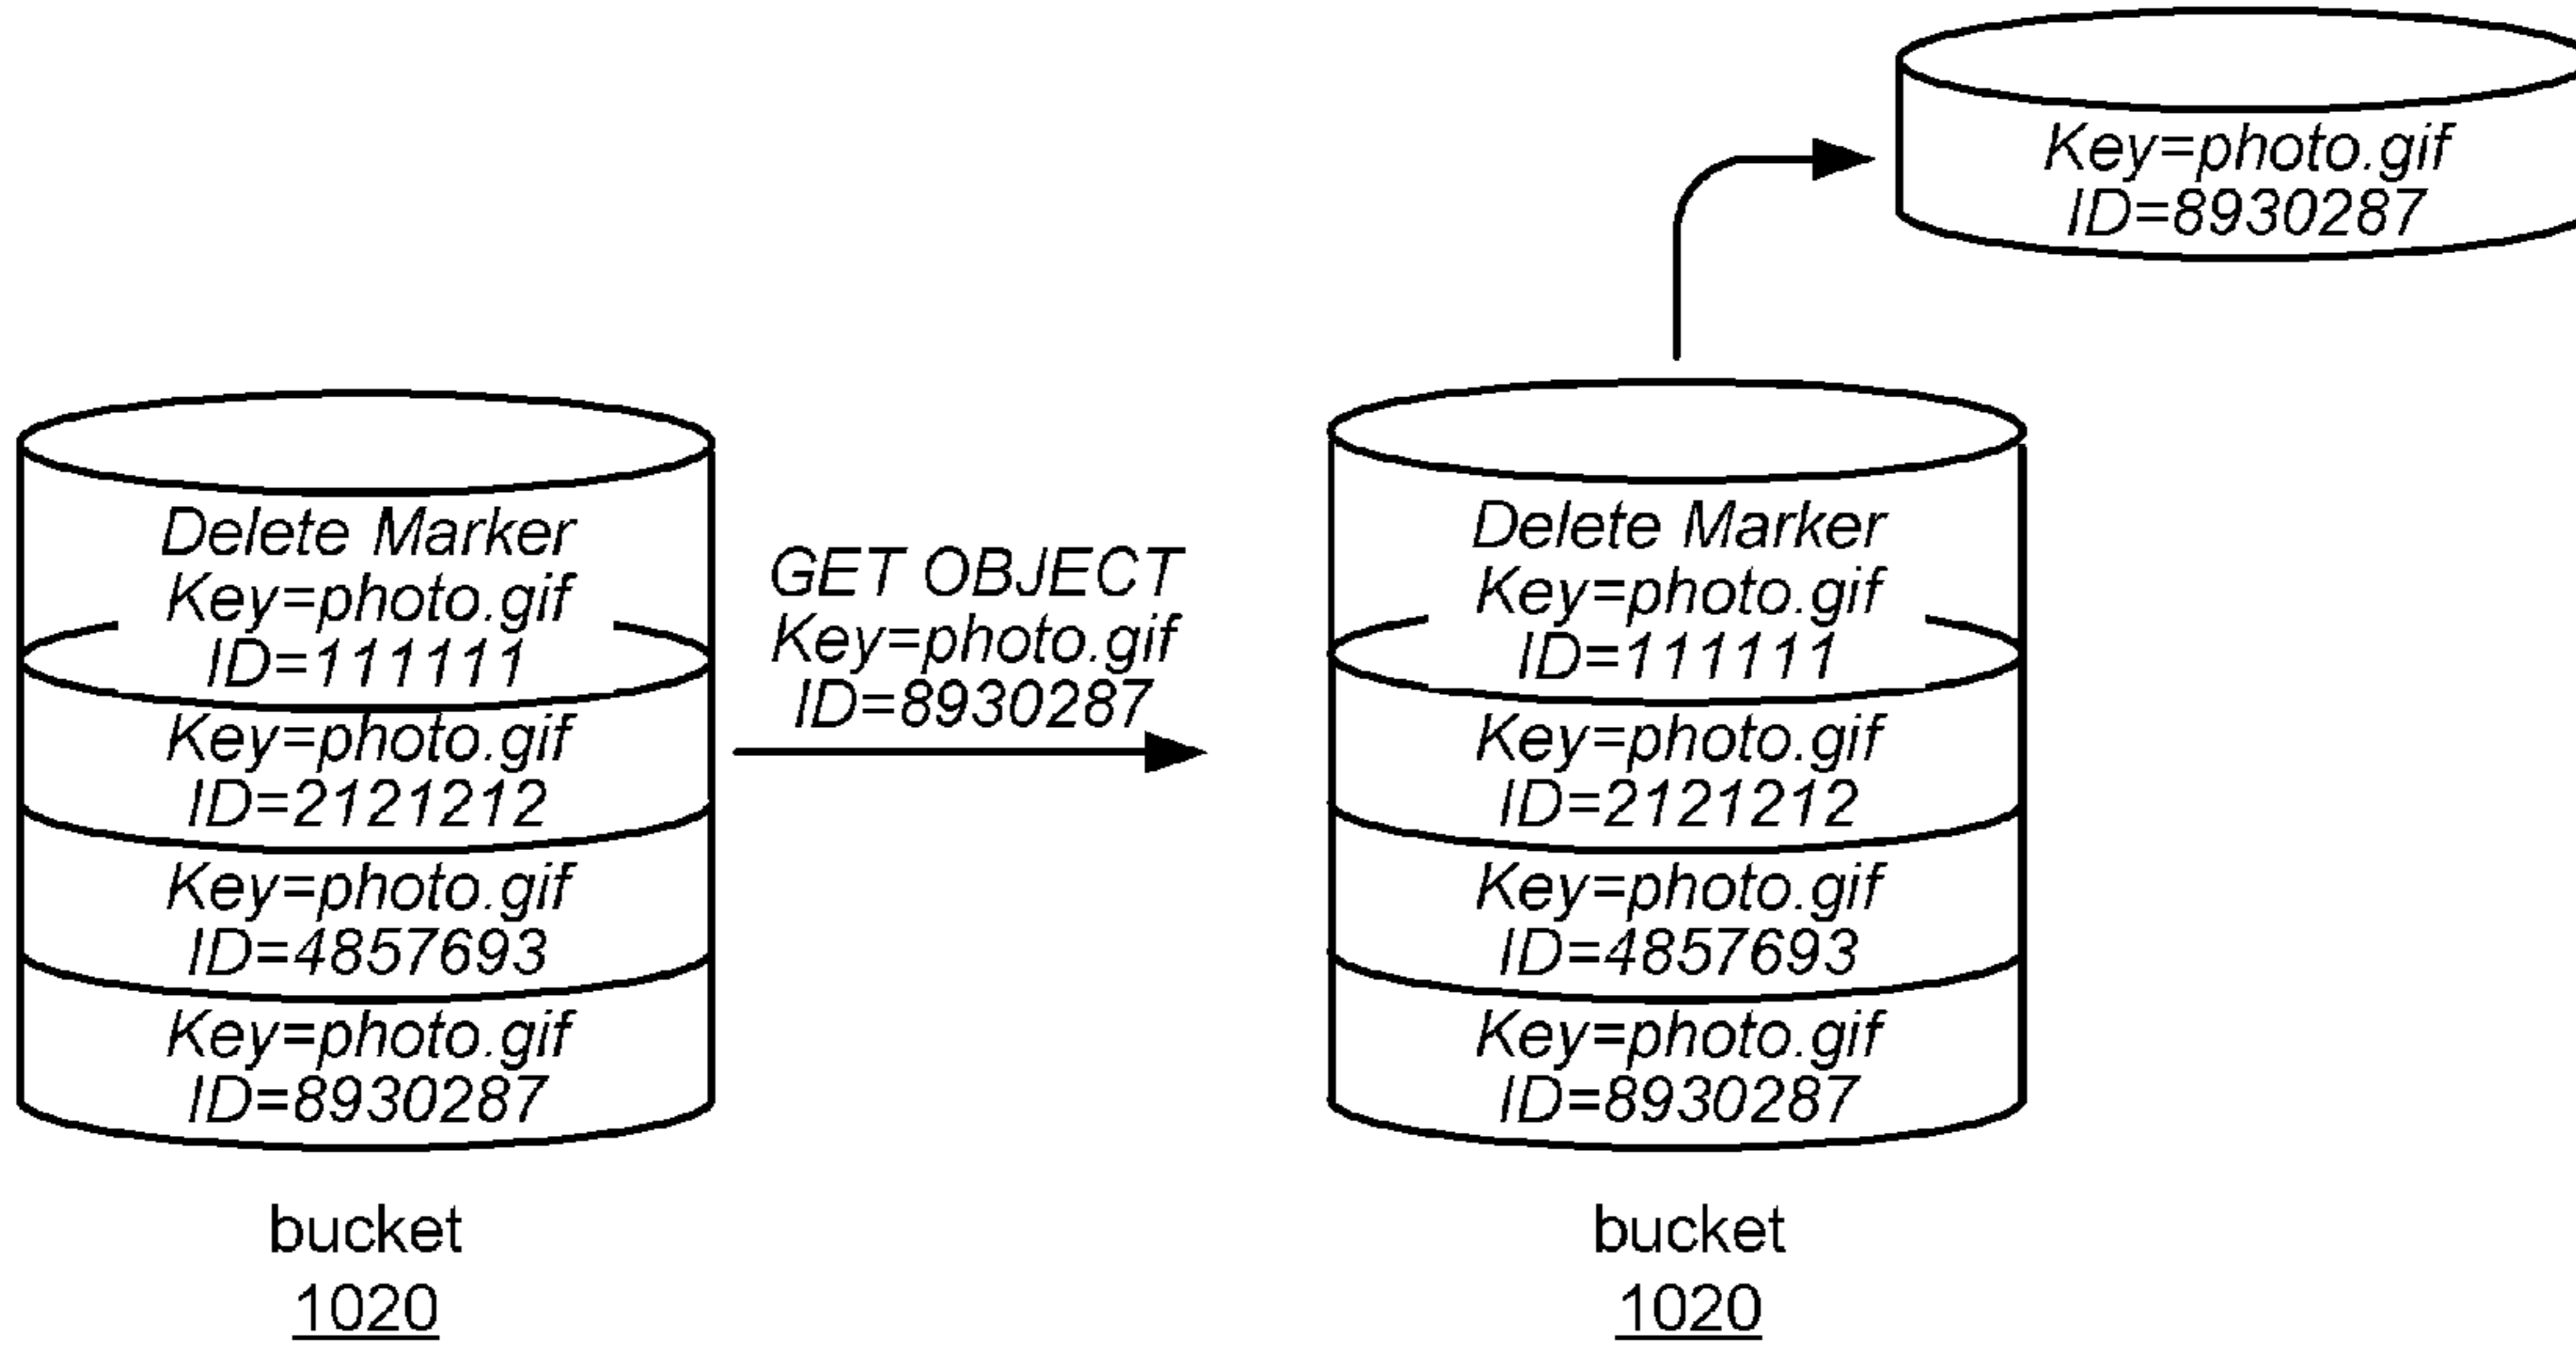 Key=photo.gif
ID=8930287
Delete Marker
Key=photo.gif
ID=111111
Key=photo.gif
ID=2121212
Key=photo.gif
ID=4857693
Key=photo.gif
ID=8930287
bucket
1020
GET OBJECT
Key=photo.gif
ID=8930287
Delete Marker
Key=photo.gif
ID=111111
Key=photo.gif
ID=2121212
Key=photo.gif
ID=4857693
Key=photo.gif
ID=8930287
bucket
1020